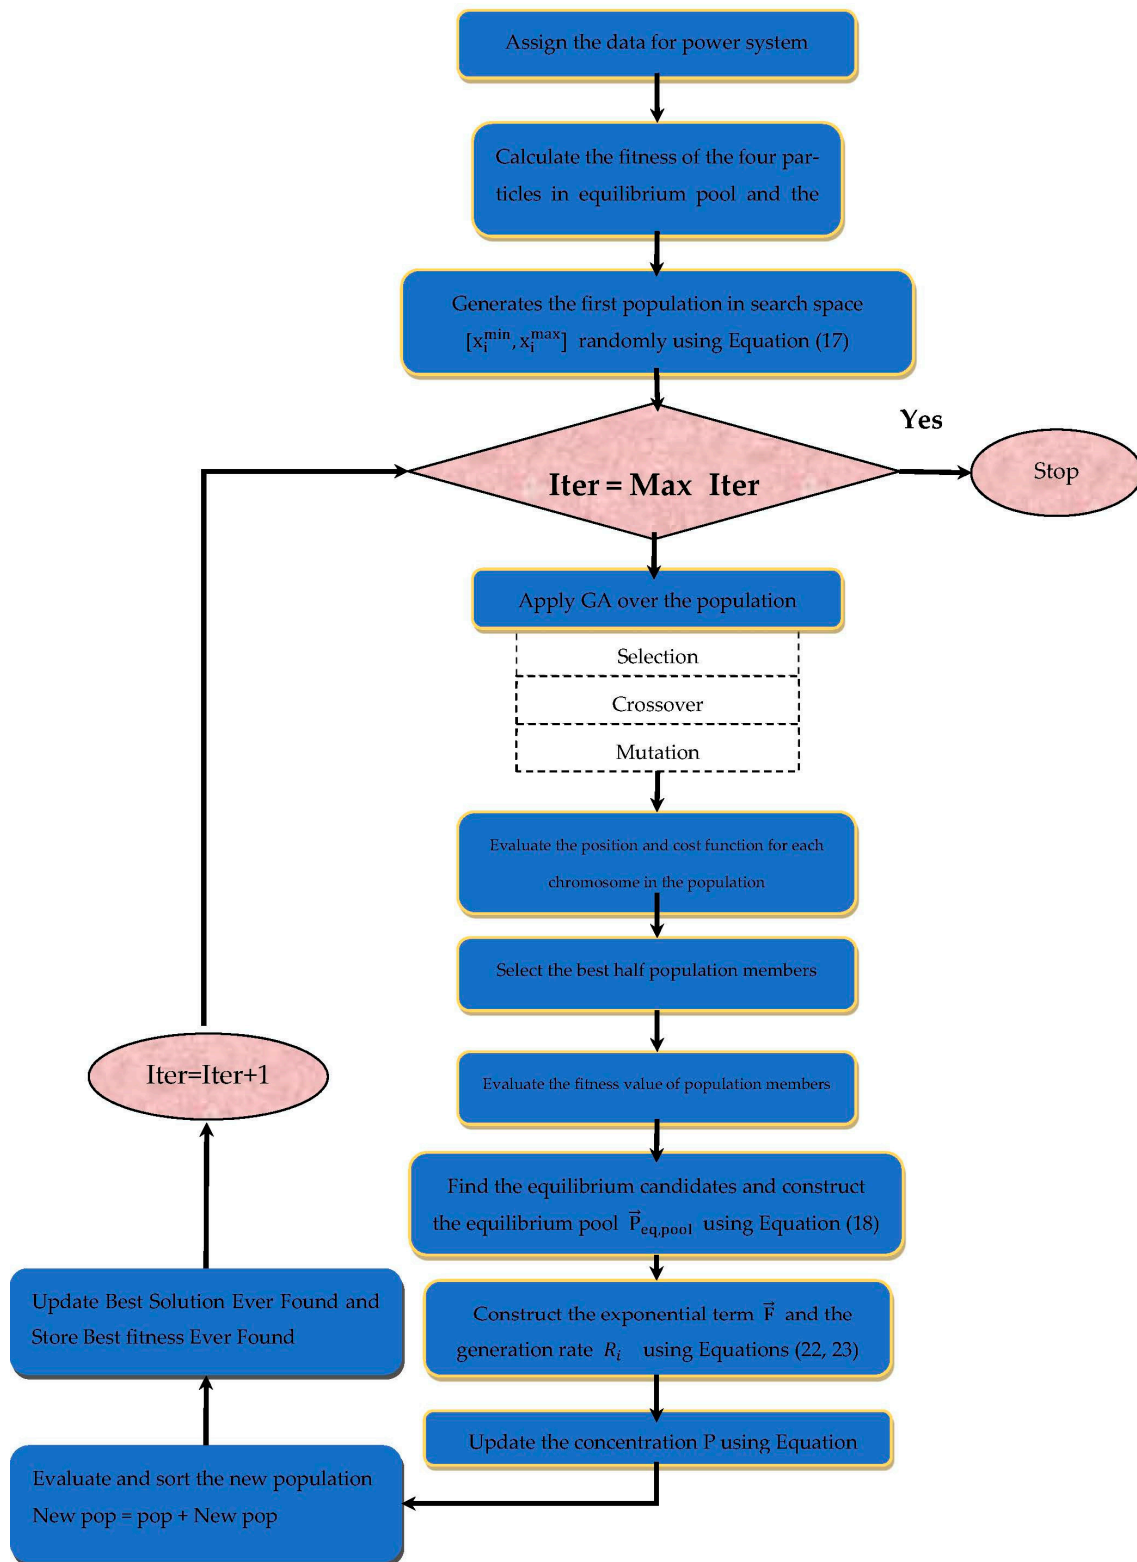 Assign the data for power system
Calculate the fitness of the four par-
ticles in equilibrium pool and the
Generates the first population in search space
[x_i^min, x_i^max] randomly using Equation (17)
Yes
Iter = Max Iter
Stop
Apply GA over the population
Selection
Crossover
Mutation
Evaluate the position and cost function for each
chromosome in the population
Select the best half population members
Evaluate the fitness value of population members
Find the equilibrium candidates and construct
the equilibrium pool P⃗_eq,pool using Equation (18)
Construct the exponential term F⃗ and the
generation rate R_i using Equations (22, 23)
Update the concentration P using Equation
Evaluate and sort the new population
New pop = pop + New pop
Update Best Solution Ever Found and
Store Best fitness Ever Found
Iter=Iter+1